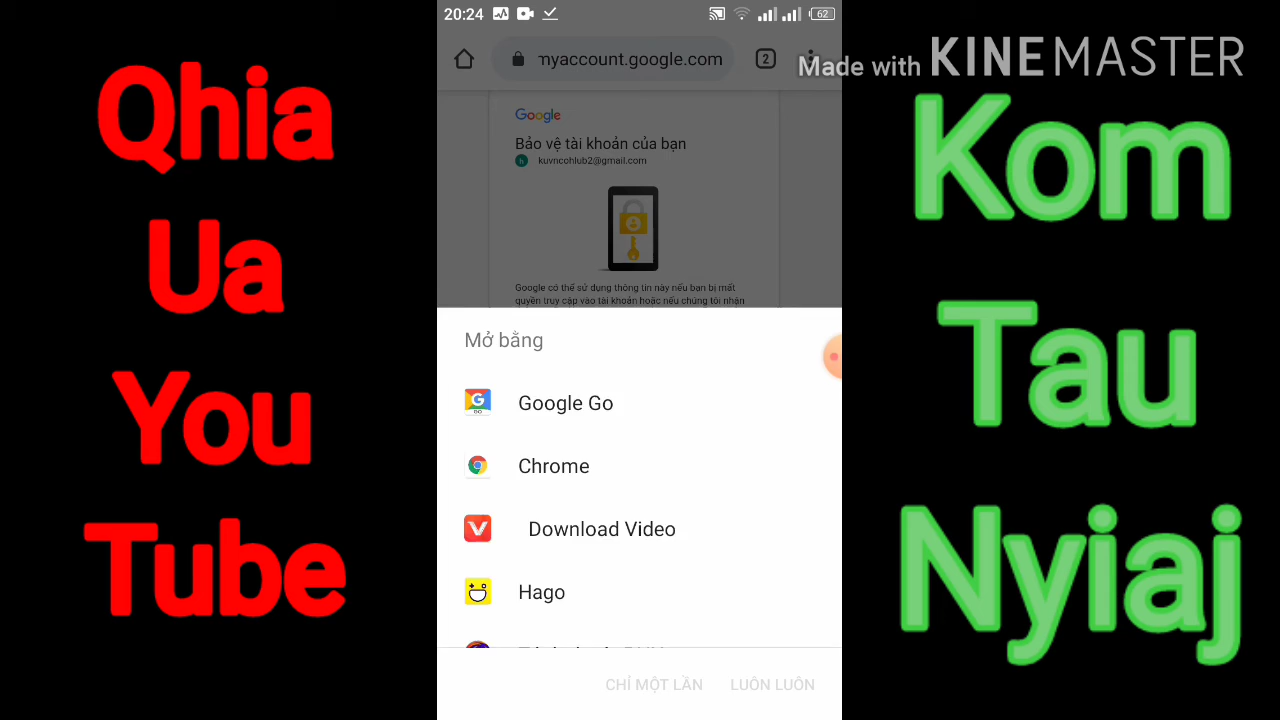 Qhia
Ua
You
Tube
20:24
62
myaccount.google.com
2
Made with KINEMASTER
Google
Bảo vệ tài khoản của bạn
h kuvncohlub2@gmail.com
Google có thể sử dụng thông tin này nếu bạn bị mất
quyền truy cập vào tài khoản hoặc nếu chúng tôi nhận
Mở bằng
G GO Google Go
Chrome
Download Video
Hago
CHỈ MỘT LẦN LUÔN LUÔN
Kom
Tau
Nyiaj